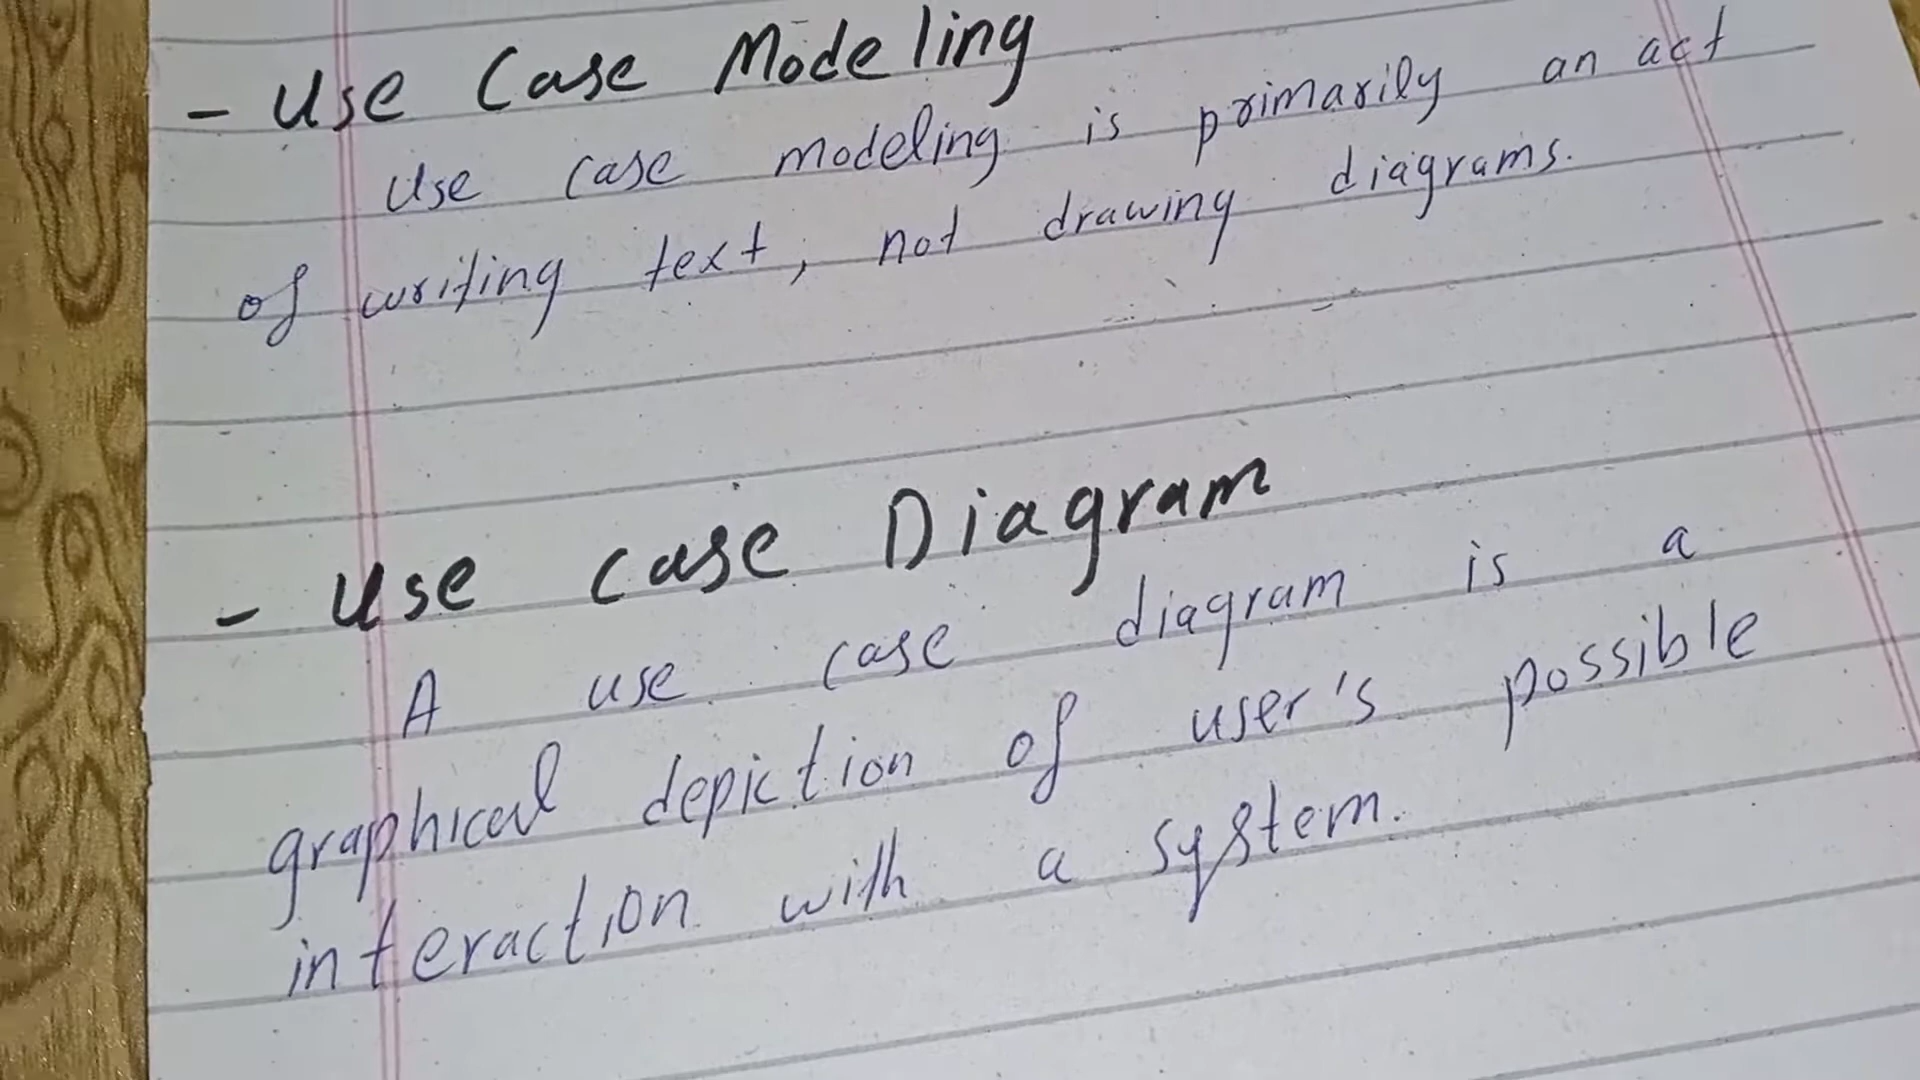 - Use Case Modeling
Use case modeling is primarily an act
of writing text, not drawing diagrams.
- Use case Diagram
A use case diagram is a
graphical depiction of user's possible
interaction with a system.